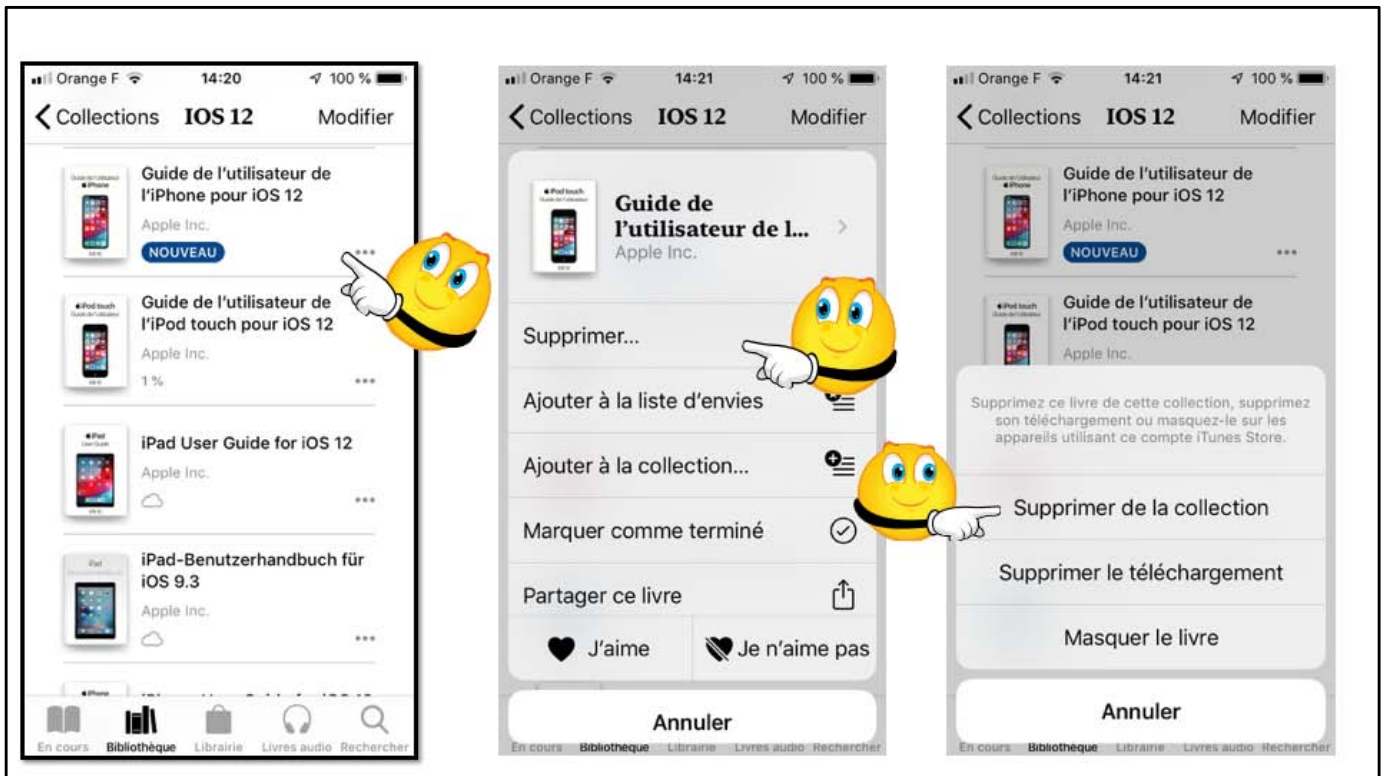 Orange F 14:20 100 %
Collections IOS 12 Modifier
Guide de l'utilisateur de
l'iPhone pour iOS 12
Apple Inc.
NOUVEAU
Guide de l'utilisateur de
l'iPod touch pour iOS 12
Apple Inc.
1 %
iPad User Guide for iOS 12
Apple Inc.
iPad-Benutzerhandbuch für
iOS 9.3
Apple Inc.
En cours Bibliothèque Librairie Livres audio Rechercher
Orange F 14:21 100 %
Collections IOS 12 Modifier
iPod touch
Guide de
l'utilisateur de l...
Apple Inc.
Supprimer...
Ajouter à la liste d'envies
Ajouter à la collection...
Marquer comme terminé
Partager ce livre
J'aime Je n'aime pas
Annuler
En cours Bibliothèque Librairie Livres audio Rechercher
Orange F 14:21 100 %
Collections IOS 12 Modifier
Guide de l'utilisateur de
l'iPhone pour iOS 12
Apple Inc.
NOUVEAU
Guide de l'utilisateur de
l'iPod touch pour iOS 12
Apple Inc.
Supprimez ce livre de cette collection, supprimez
son téléchargement ou masquez-le sur les
appareils utilisant ce compte iTunes Store.
Supprimer de la collection
Supprimer le téléchargement
Masquer le livre
Annuler
En cours Bibliothèque Librairie Livres audio Rechercher